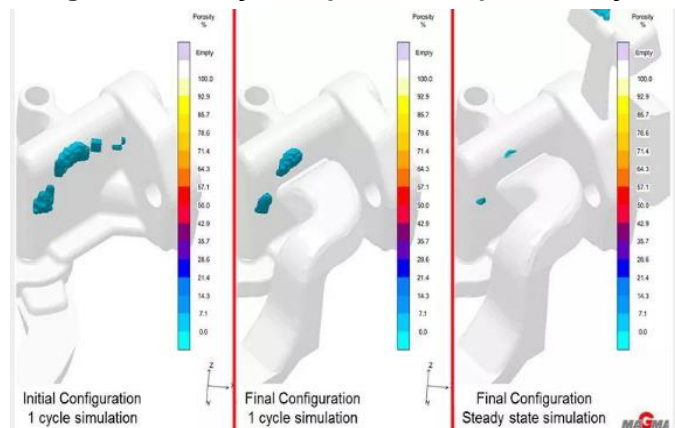 Porosity
%
Empty
100.0
92.9
85.7
78.6
71.4
64.3
57.1
50.0
42.9
35.7
28.6
21.4
14.3
7.1
0.0
Z
Y
Initial Configuration
1 cycle simulation
Porosity
%
Empty
100.0
92.9
85.7
78.6
71.4
64.3
57.1
50.0
42.9
35.7
28.6
21.4
14.3
7.1
0.0
Z
Y
Final Configuration
1 cycle simulation
Porosity
%
Empty
100.0
92.9
85.7
78.6
71.4
64.3
57.1
50.0
42.9
35.7
28.6
21.4
14.3
7.1
0.0
Z
Y
Final Configuration
Steady state simulation
MAGMA